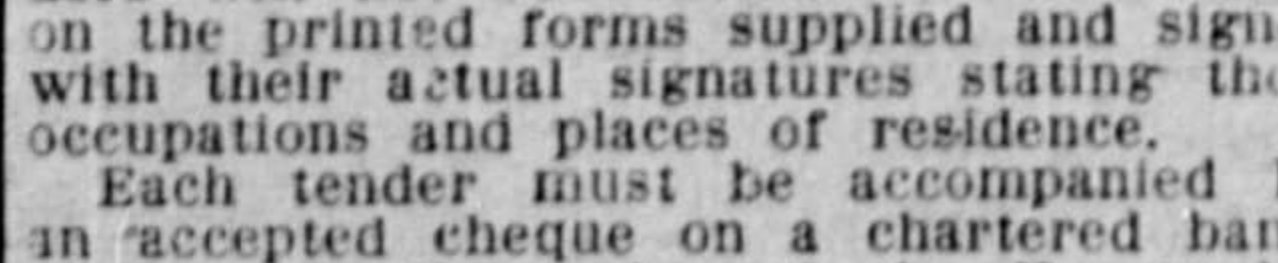 on the printed forms supplied and sign
with their actual signatures stating the
occupations and places of residence.
Each tender must be accompanied
an accepted cheque on a chartered ban